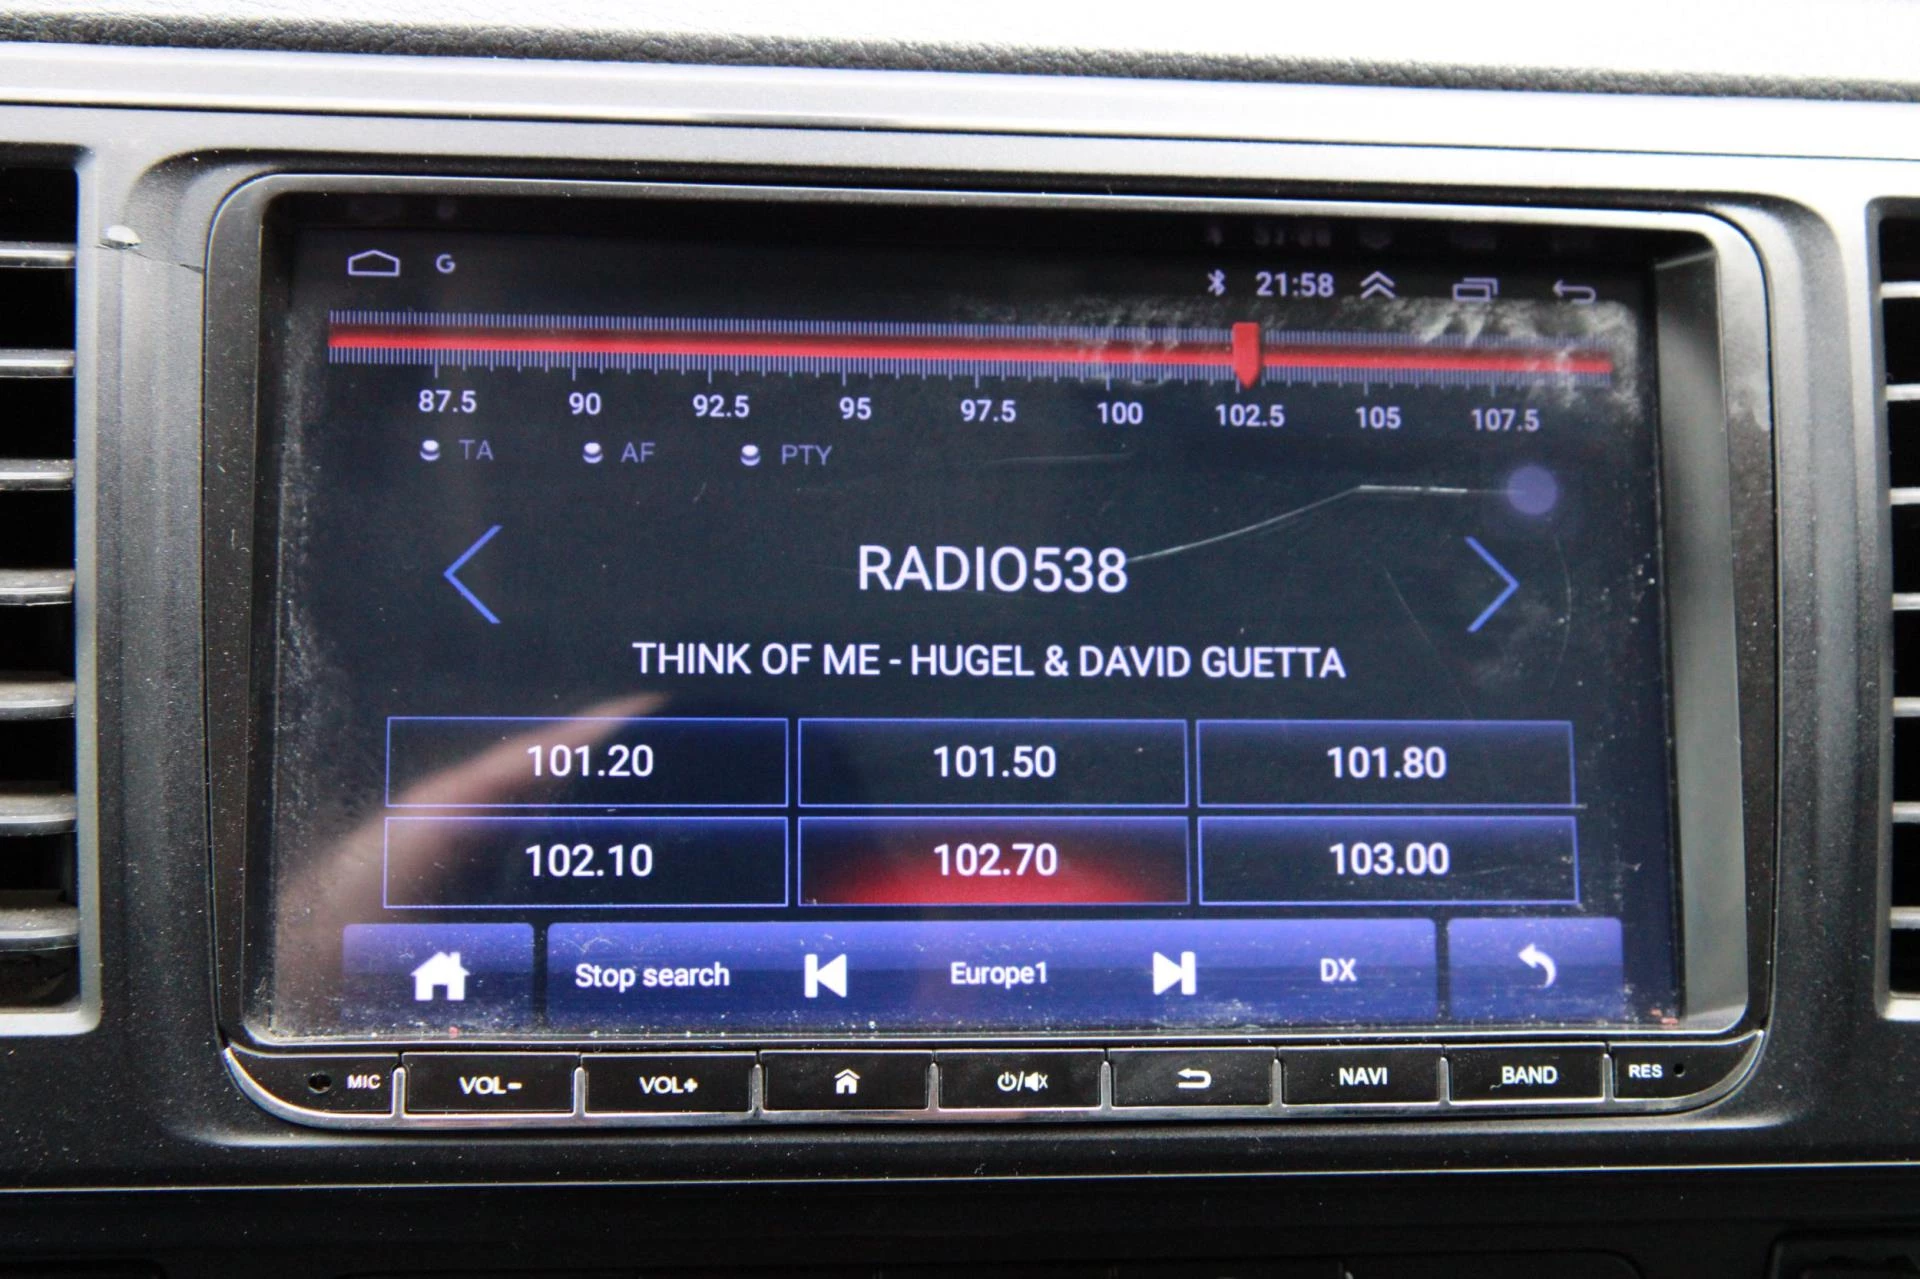 G 21:58
87.5 90 92.5 95 97.5 100 102.5 105 107.5
TA AF PTY
RADIO538
THINK OF ME - HUGEL & DAVID GUETTA
101.20 101.50 101.80
102.10 102.70 103.00
Stop search Europe1 DX
MIC VOL- VOL+ NAVI BAND RES